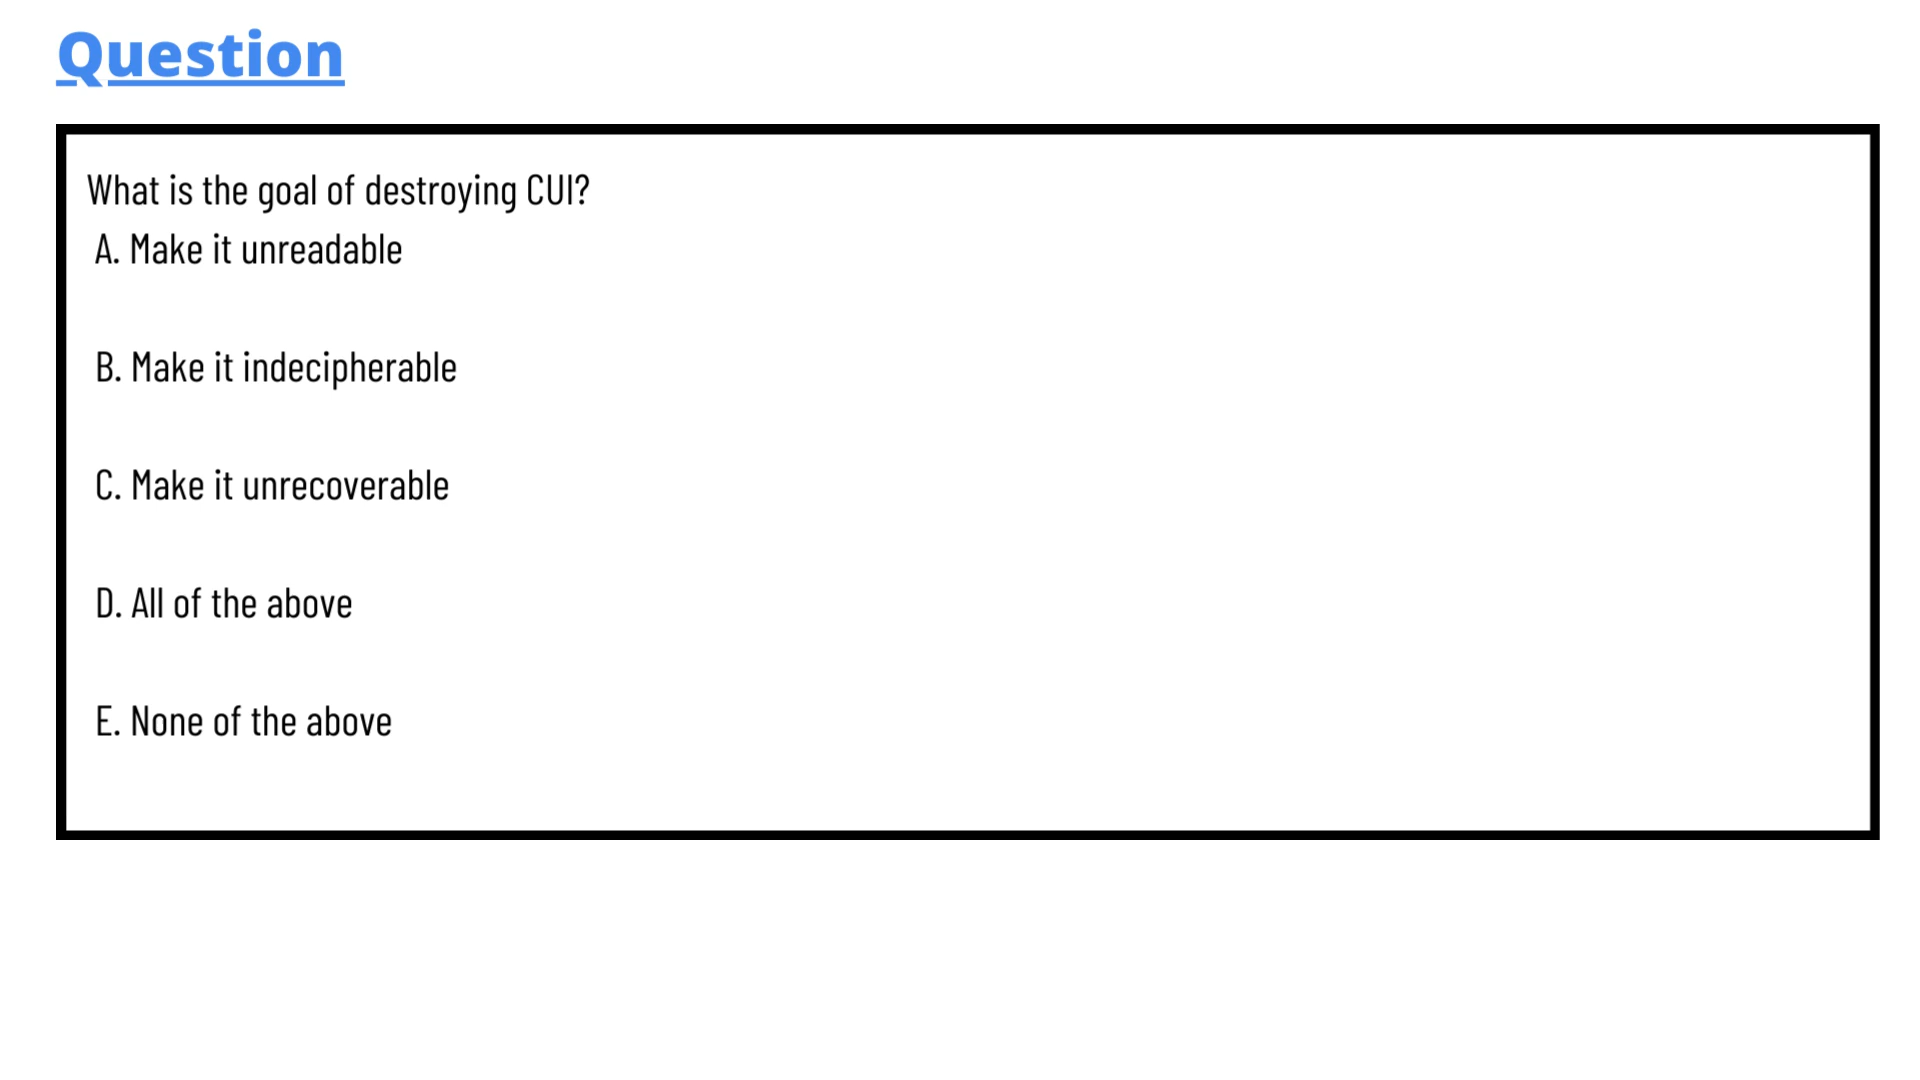 Question
What is the goal of destroying CUI?
A. Make it unreadable
B. Make it indecipherable
C. Make it unrecoverable
D. All of the above
E. None of the above